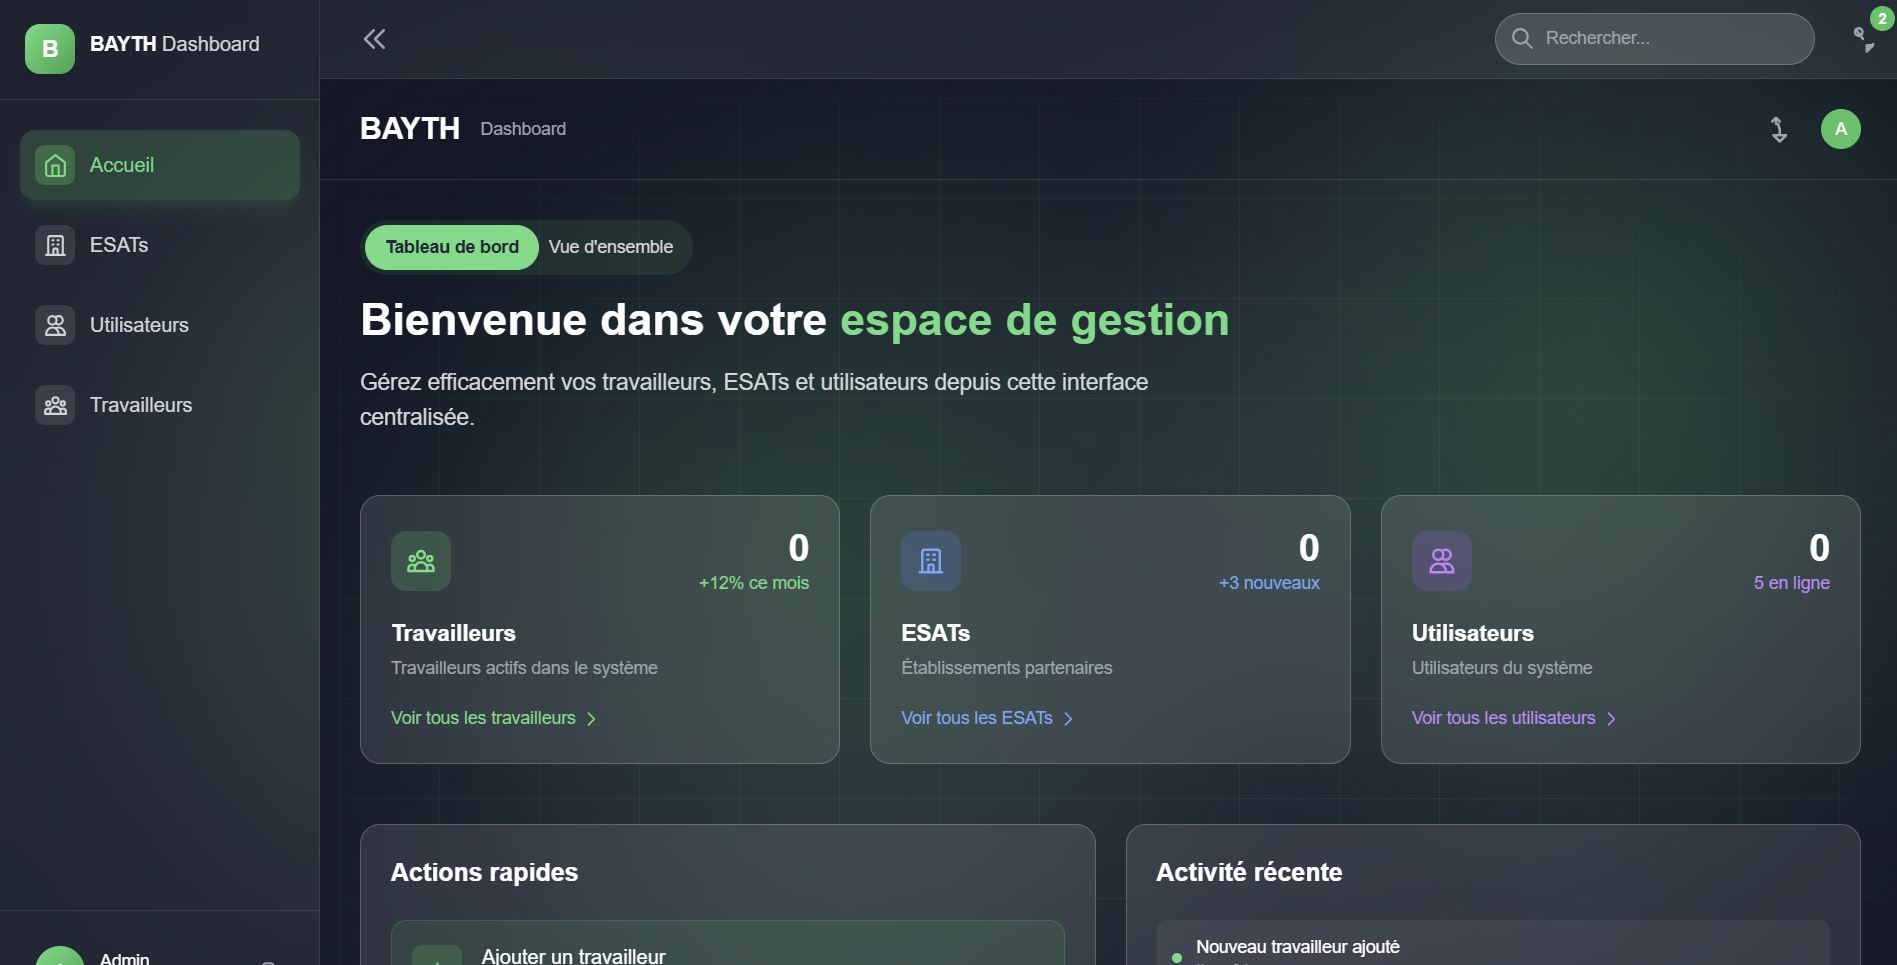 B
BAYTH Dashboard
Rechercher...
2
BAYTH Dashboard
A
Accueil
ESATs
Utilisateurs
Travailleurs
Tableau de bord
Vue d'ensemble
Bienvenue dans votre espace de gestion
Gérez efficacement vos travailleurs, ESATs et utilisateurs depuis cette interface
centralisée.
0
+12% ce mois
Travailleurs
Travailleurs actifs dans le système
Voir tous les travailleurs
0
+3 nouveaux
ESATs
Établissements partenaires
Voir tous les ESATs
0
5 en ligne
Utilisateurs
Utilisateurs du système
Voir tous les utilisateurs
Actions rapides
Ajouter un travailleur
Activité récente
Nouveau travailleur ajouté
Admin